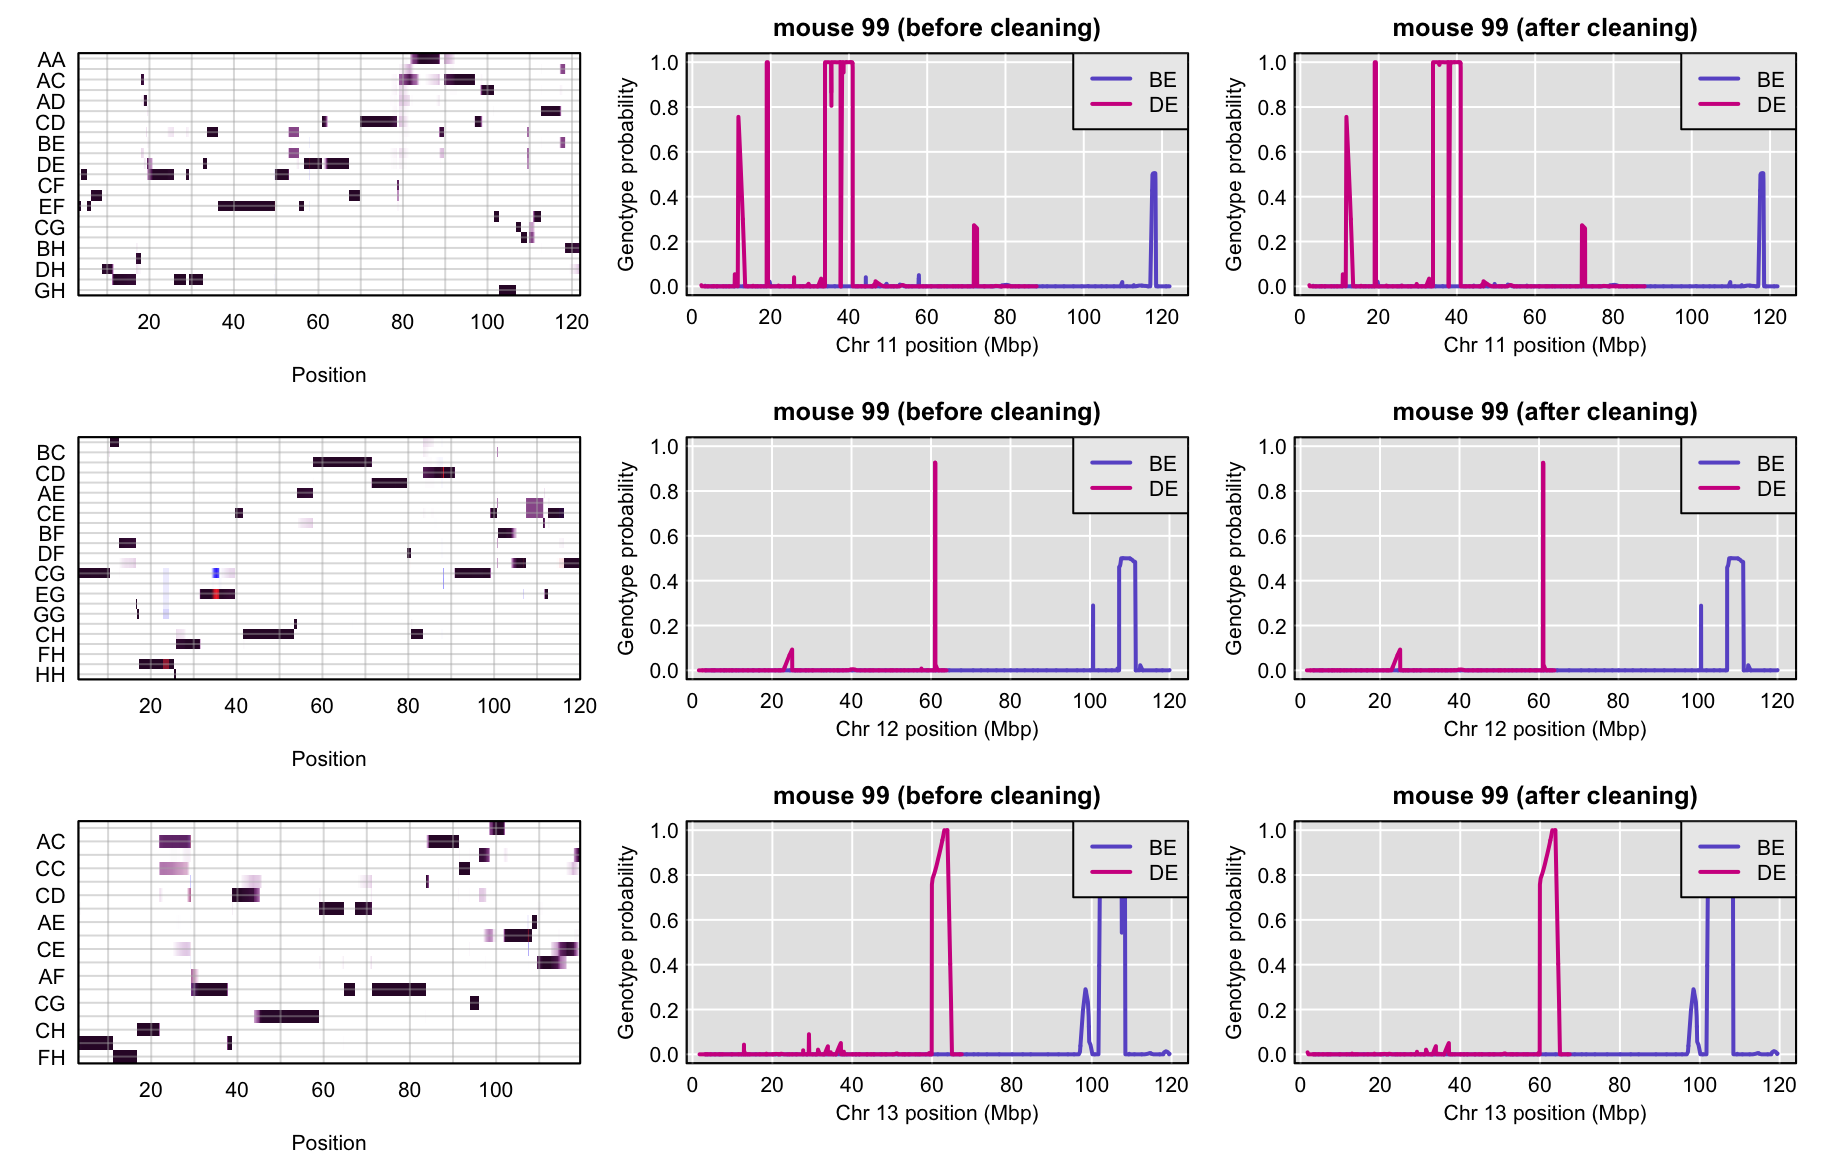 mouse 99 (before cleaning)
mouse 99 (after cleaning)
AA
AC
AD
CD
BE
DE
CF
EF
CG
BH
DH
GH
20 40 60 80 100 120
Position
Genotype probability
1.0
0.8
0.6
0.4
0.2
0.0
BE
DE
0 20 40 60 80 100 120
Chr 11 position (Mbp)
Genotype probability
1.0
0.8
0.6
0.4
0.2
0.0
BE
DE
0 20 40 60 80 100 120
Chr 11 position (Mbp)
mouse 99 (before cleaning)
mouse 99 (after cleaning)
BC
CD
AE
CE
BF
DF
CG
EG
GG
CH
FH
HH
20 40 60 80 100 120
Position
Genotype probability
1.0
0.8
0.6
0.4
0.2
0.0
BE
DE
0 20 40 60 80 100 120
Chr 12 position (Mbp)
Genotype probability
1.0
0.8
0.6
0.4
0.2
0.0
BE
DE
0 20 40 60 80 100 120
Chr 12 position (Mbp)
mouse 99 (before cleaning)
mouse 99 (after cleaning)
AC
CC
CD
AE
CE
AF
CG
CH
FH
20 40 60 80 100
Position
Genotype probability
1.0
0.8
0.6
0.4
0.2
0.0
BE
DE
0 20 40 60 80 100 120
Chr 13 position (Mbp)
Genotype probability
1.0
0.8
0.6
0.4
0.2
0.0
BE
DE
0 20 40 60 80 100 120
Chr 13 position (Mbp)